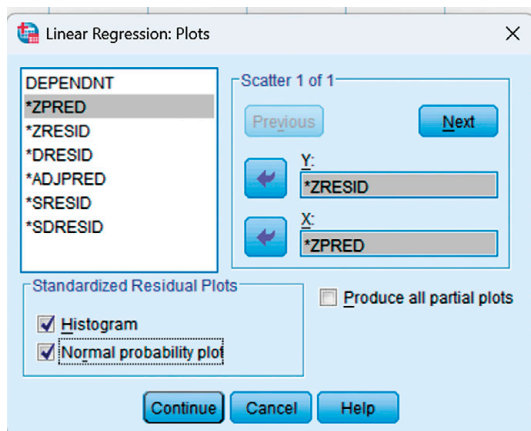 Linear Regression: Plots
DEPENDNT
*ZPRED
*ZRESID
*DRESID
*ADJPRED
*SRESID
*SDRESID
Scatter 1 of 1
Previous
Next
Y:
*ZRESID
X:
*ZPRED
Standardized Residual Plots
Histogram
Normal probability plot
Produce all partial plots
Continue
Cancel
Help